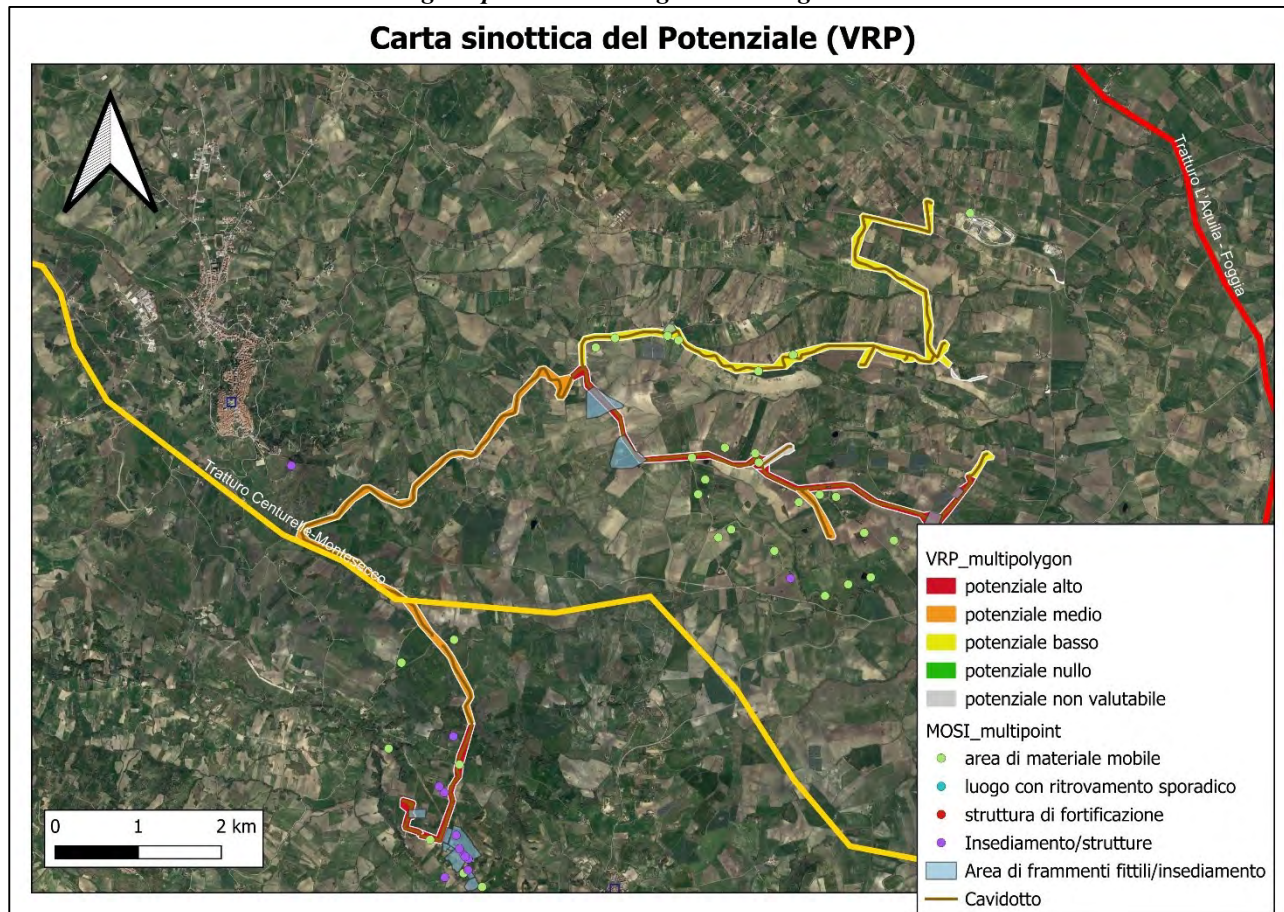 Carta sinottica del Potenziale (VRP)
Tratturo L'Aquila - Foggia
Tratturo Centurelle-Montesecco
VRP_multipolygon
potenziale alto
potenziale medio
potenziale basso
potenziale nullo
potenziale non valutabile
MOSI_multipoint
area di materiale mobile
luogo con ritrovamento sporadico
struttura di fortificazione
Insediamento/strutture
Area di frammenti fittili/insediamento
Cavidotto
0 1 2 km